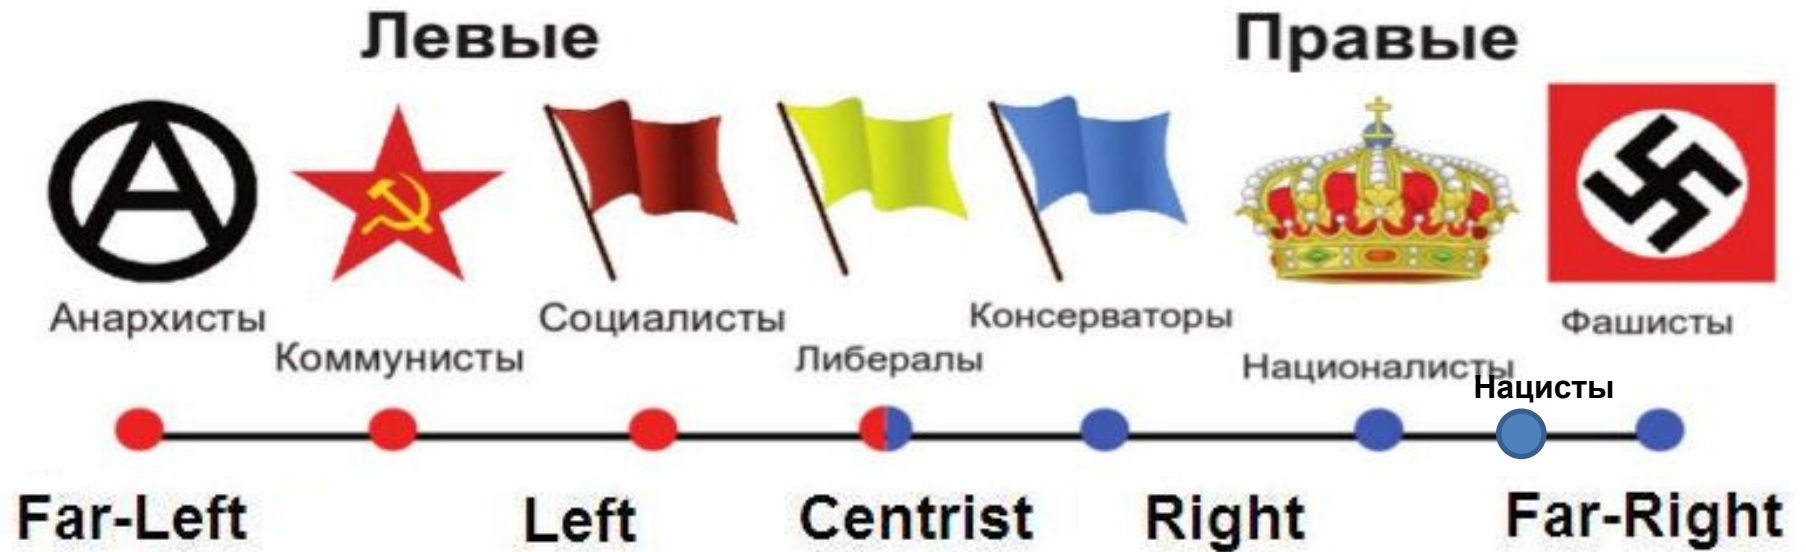 Левые Правые
Анархисты Коммунисты Социалисты Либералы Консерваторы Националисты Нацисты Фашисты
Far-Left Left Centrist Right Far-Right